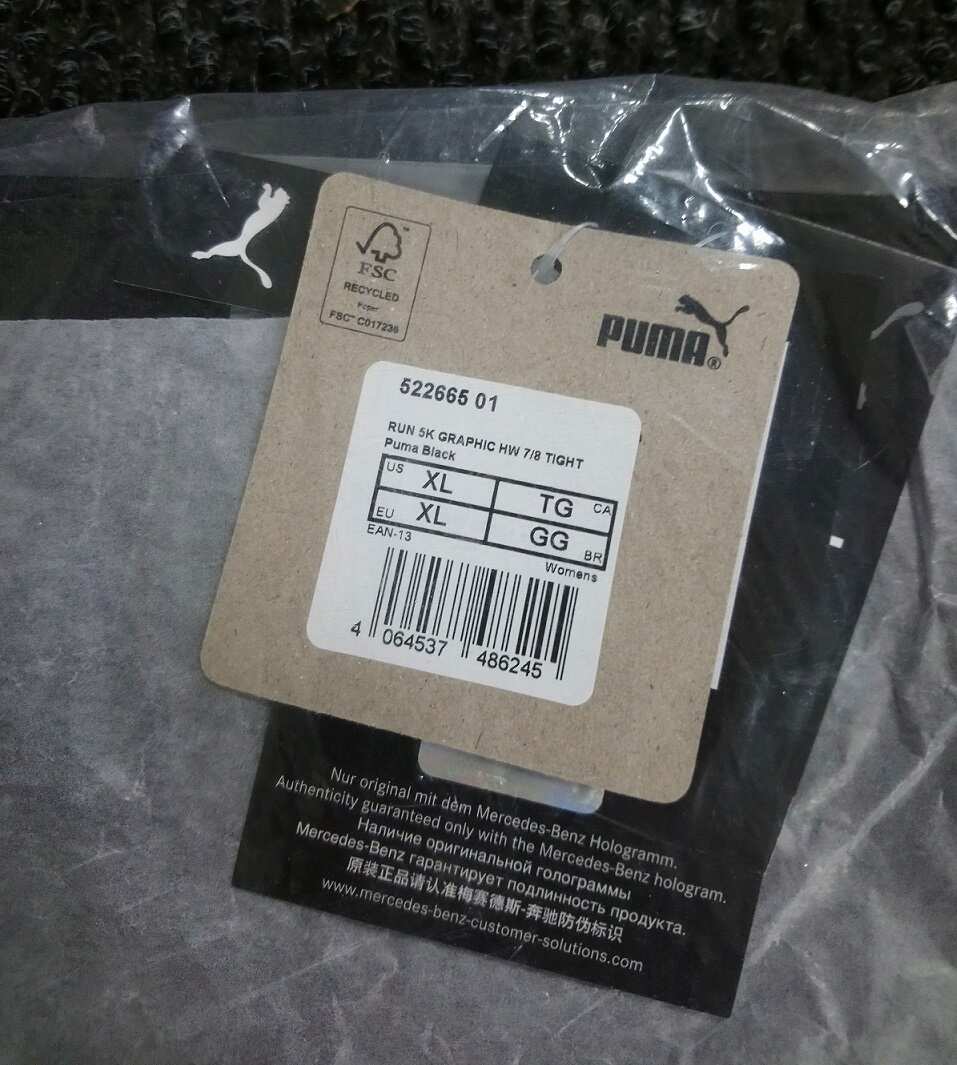 FSC™
RECYCLED
Paper
FSC™ C017236
PUMA®
522665 01
RUN 5K GRAPHIC HW 7/8 TIGHT
Puma Black
US XL TG CA
EU XL GG BR
EAN-13
Womens
4 064537 486245
Nur original mit dem Mercedes-Benz Hologramm.
Authenticity guaranteed only with the Mercedes-Benz hologram.
Наличие оригинальной голограммы
Mercedes-Benz гарантирует подлинность продукта.
原装正品请认准梅赛德斯-奔驰防伪标识
www.mercedes-benz-customer-solutions.com